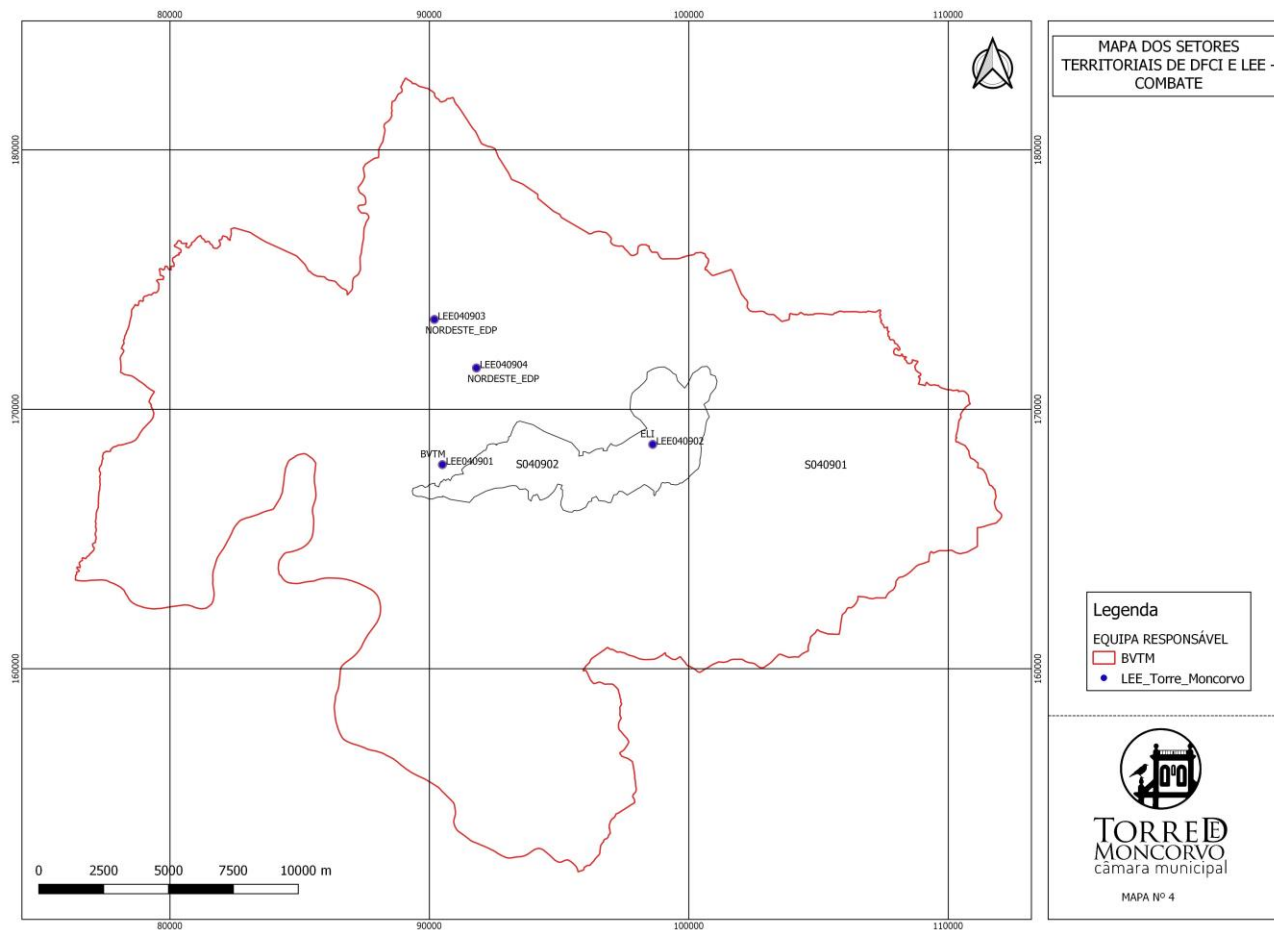 80000
90000
100000
110000
180000
180000
170000
170000
160000
160000
LEE040903
NORDESTE_EDP
LEE040904
NORDESTE_EDP
ELI
LEE040902
BVTM
LEE040901
S040902
S040901
0 2500 5000 7500 10000 m
80000
90000
100000
110000
MAPA DOS SETORES
TERRITORIAIS DE DFCI E LEE -
COMBATE
Legenda
EQUIPA RESPONSÁVEL
BVTM
LEE_Torre_Moncorvo
TORRE DE
MONCORVO
câmara municipal
MAPA Nº 4